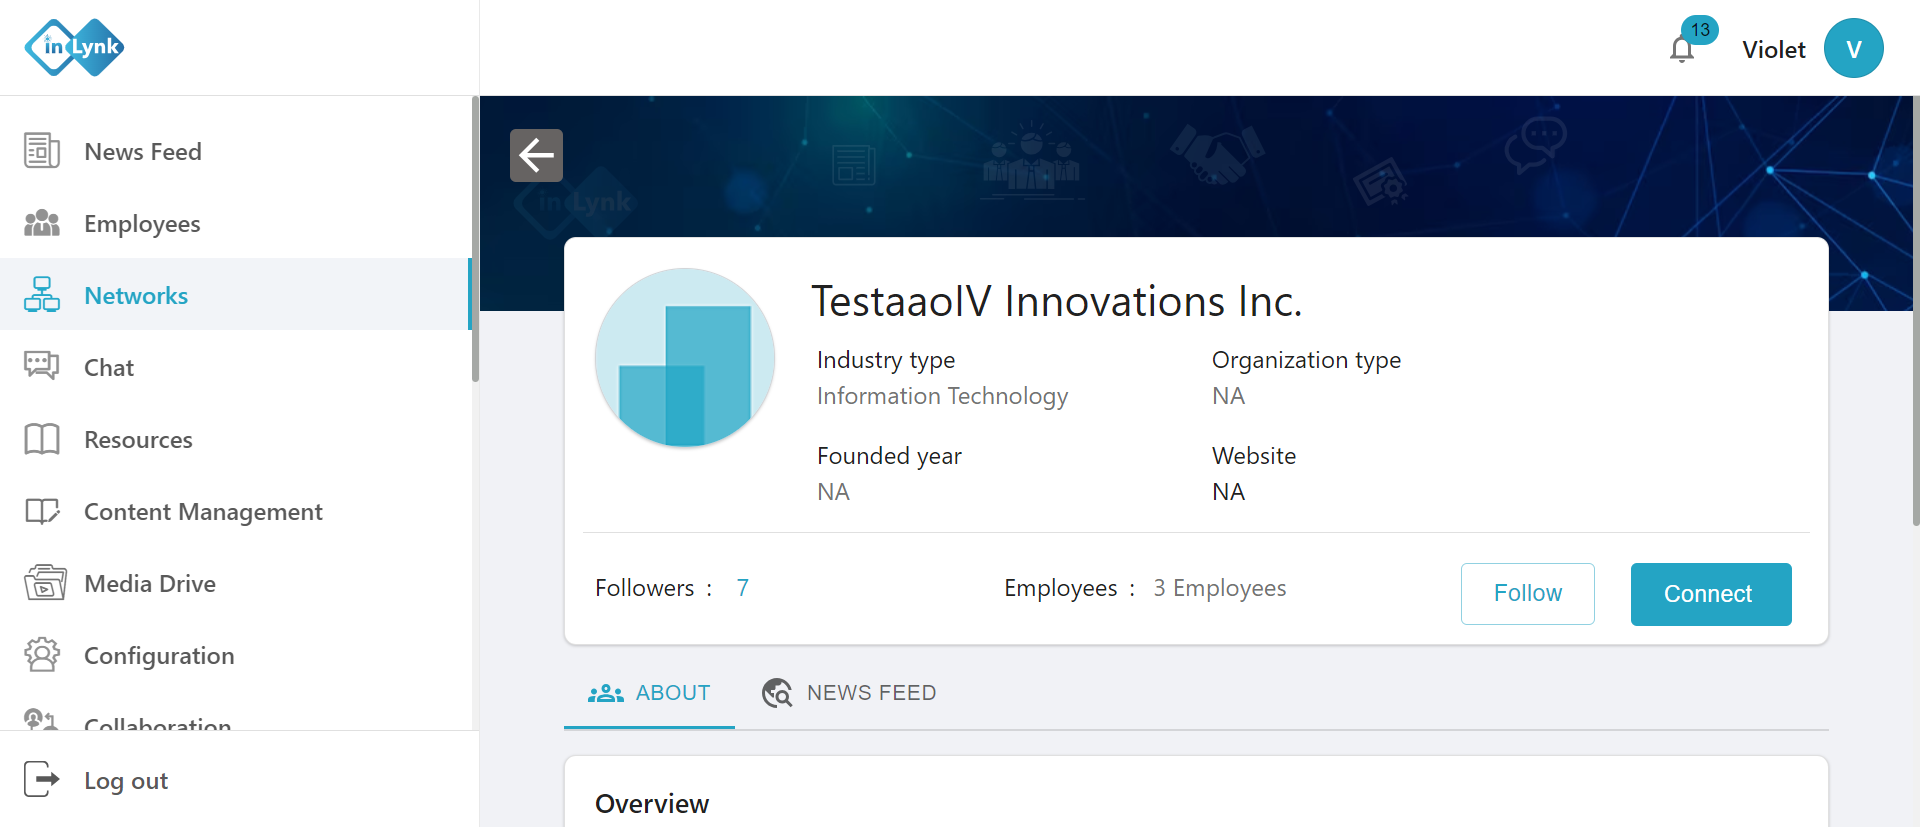 in Lynk
13
Violet
V
News Feed
Employees
Networks
Chat
Resources
Content Management
Media Drive
Configuration
Collaboration
Log out
in Lynk
TestaaoIV Innovations Inc.
Industry type
Information Technology
Organization type
NA
Founded year
NA
Website
NA
Followers : 7
Employees : 3 Employees
Follow
Connect
ABOUT
NEWS FEED
Overview